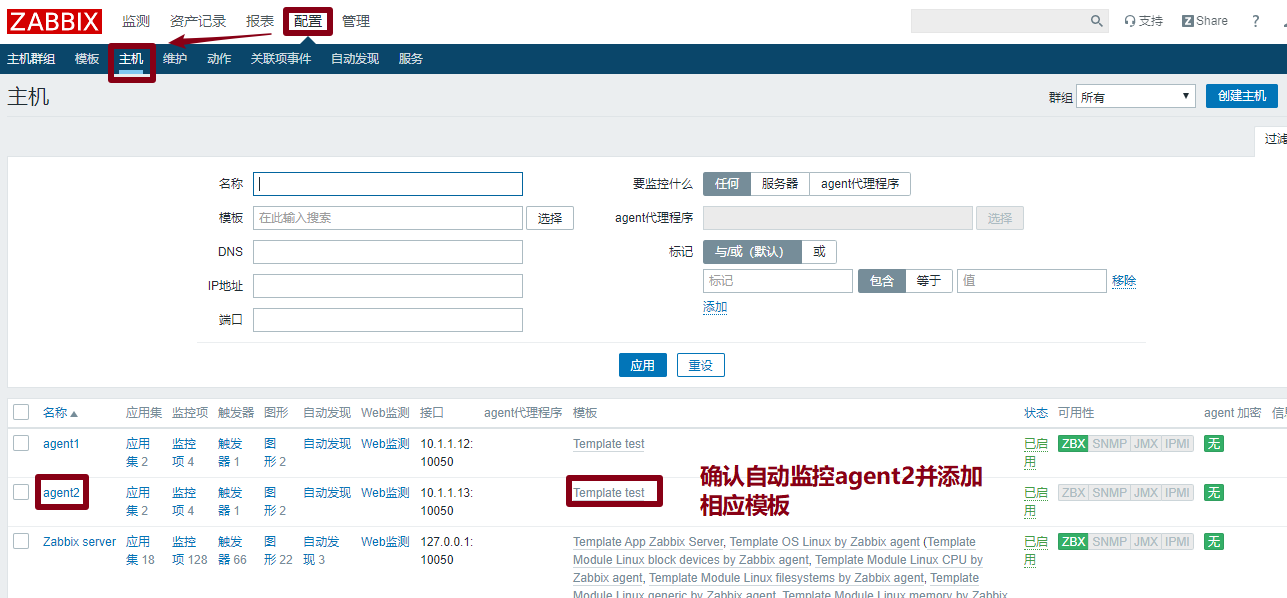 ZABBIX 监测 资产记录 报表 配置 管理 支持 Z Share ?
主机群组 模板 主机 维护 动作 关联项事件 自动发现 服务
主机 群组 所有 创建主机
过滤
名称 要监控什么 任何 服务器 agent代理程序
模板 在此输入搜索 选择 agent代理程序 选择
DNS 标记 与/或（默认） 或
IP地址 标记 包含 等于 值 移除
端口 添加
应用 重设
名称 应用集 监控项 触发器 图形 自动发现 Web监测 接口 agent代理程序 模板 状态 可用性 agent 加密
agent1 应用 监控 触发 图 自动发现 Web监测 10.1.1.12: Template test 已启 ZBX SNMP JMX IPMI 无
集 2 项 4 器 1 形 2 10050 用
agent2 应用 监控 触发 图 自动发现 Web监测 10.1.1.13: Template test 已启 ZBX SNMP JMX IPMI 无
集 2 项 4 器 1 形 2 10050 用
确认自动监控agent2并添加
相应模板
Zabbix server 应用 监控 触发 图 自动发 Web监测 127.0.0.1: Template App Zabbix Server, Template OS Linux by Zabbix agent (Template 已启 ZBX SNMP JMX IPMI 无
集 18 项 128 器 66 形 22 现 3 10050 Module Linux block devices by Zabbix agent, Template Module Linux CPU by 用
Zabbix agent, Template Module Linux filesystems by Zabbix agent, Template
Module Linux generic by Zabbix agent, Template Module Linux memory by Zabbix